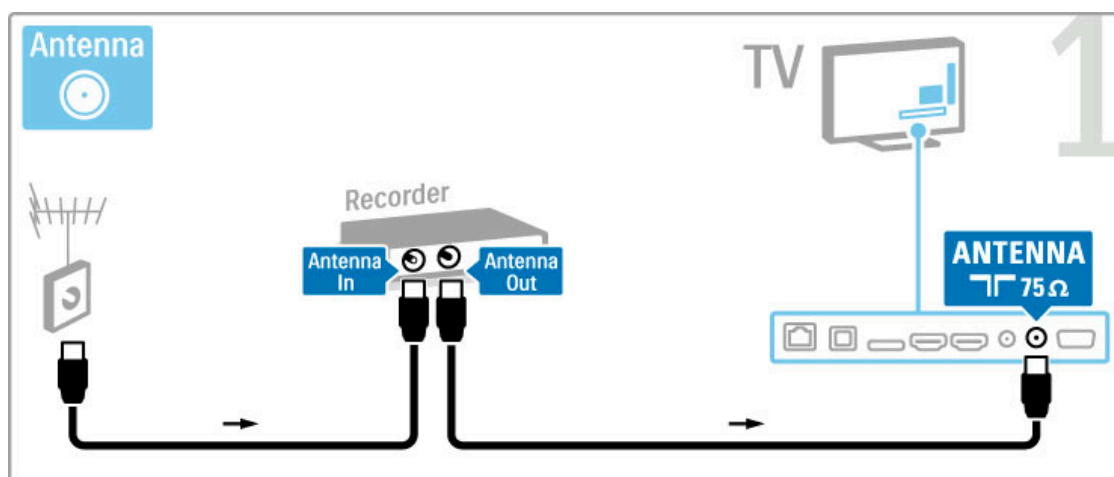 Antenna
TV
1
Recorder
Antenna
In
Antenna
Out
ANTENNA
75 Ω